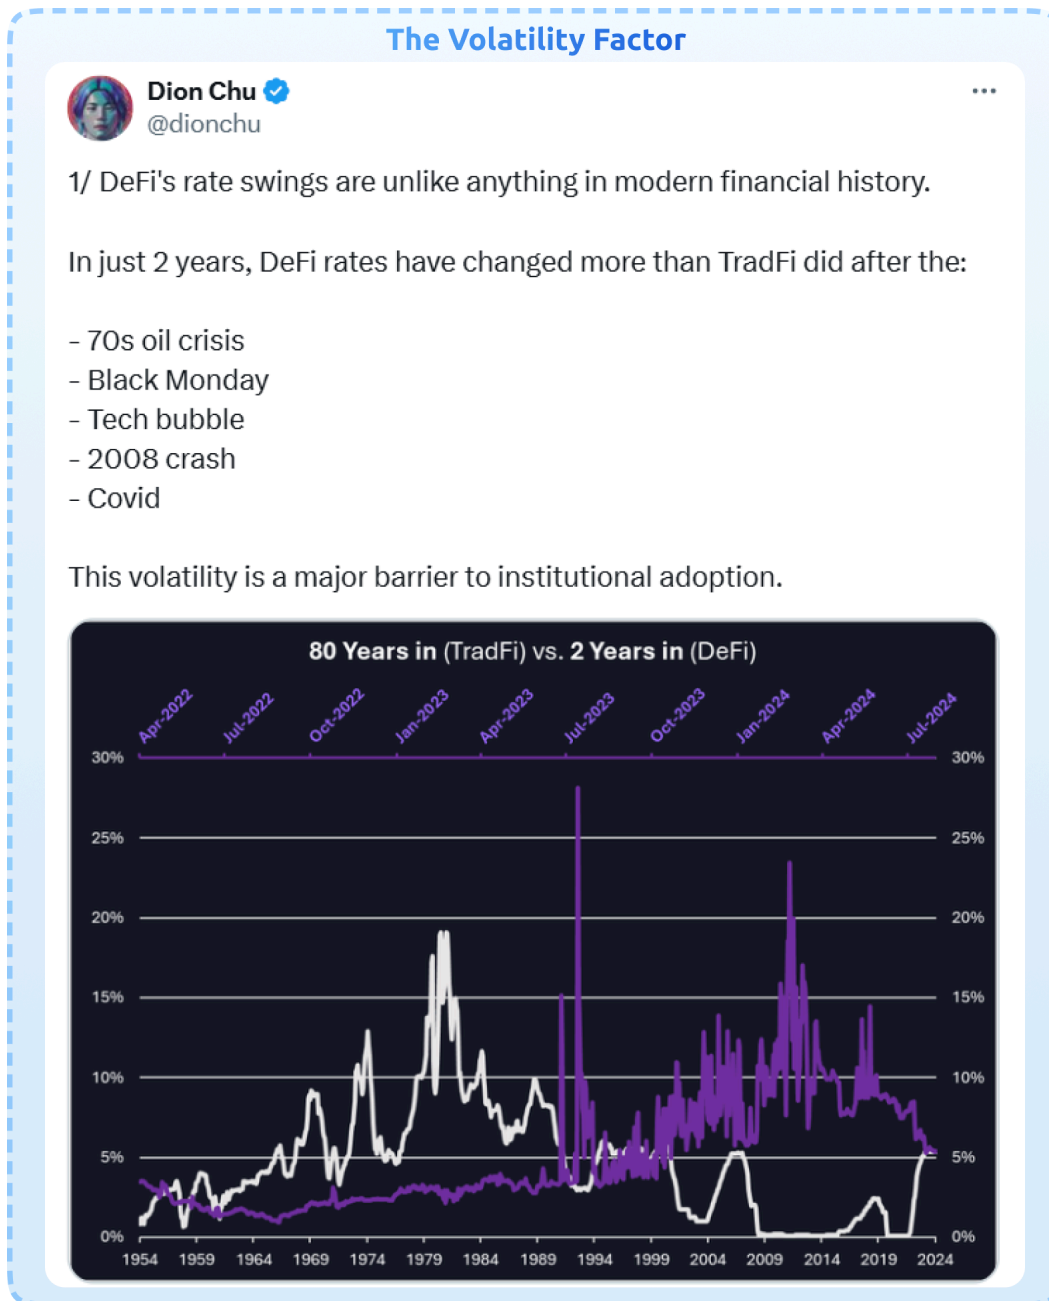 The Volatility Factor
Dion Chu
@dionchu
1/ DeFi's rate swings are unlike anything in modern financial history.
In just 2 years, DeFi rates have changed more than TradFi did after the:
- 70s oil crisis
- Black Monday
- Tech bubble
- 2008 crash
- Covid
This volatility is a major barrier to institutional adoption.
80 Years in (TradFi) vs. 2 Years in (DeFi)
Apr-2022 Jul-2022 Oct-2022 Jan-2023 Apr-2023 Jul-2023 Oct-2023 Jan-2024 Apr-2024 Jul-2024
30% 30%
25% 25%
20% 20%
15% 15%
10% 10%
5% 5%
0% 0%
1954 1959 1964 1969 1974 1979 1984 1989 1994 1999 2004 2009 2014 2019 2024